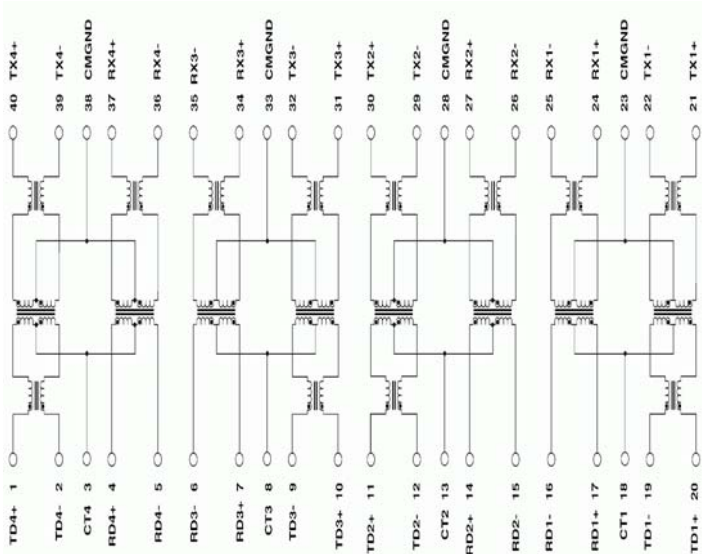 40 TX4+
39 TX4-
38 CMGND
37 RX4+
36 RX4-
35 RX3-
34 RX3+
33 CMGND
32 TX3-
31 TX3+
30 TX2+
29 TX2-
28 CMGND
27 RX2+
26 RX2-
25 RX1-
24 RX1+
23 CMGND
22 TX1-
21 TX1+
TD4+ 1
TD4- 2
CT4 3
RD4+ 4
RD4- 5
RD3- 6
RD3+ 7
CT3 8
TD3- 9
TD3+ 10
TD2+ 11
TD2- 12
CT2 13
RD2+ 14
RD2- 15
RD1- 16
RD1+ 17
CT1 18
TD1- 19
TD1+ 20